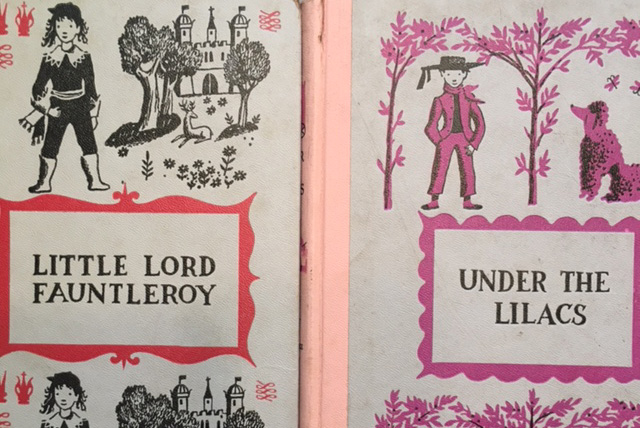 LITTLE LORD
FAUNTLEROY
UNDER THE
LILACS